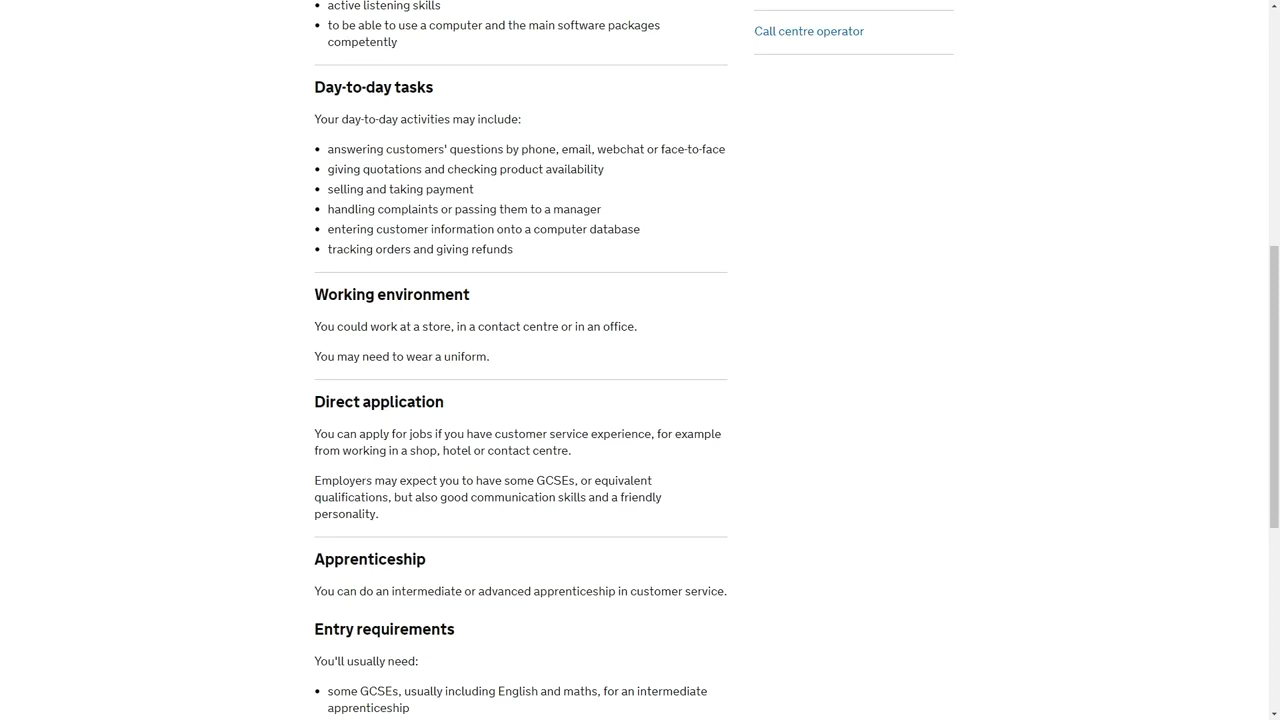 active listening skills
to be able to use a computer and the main software packages
competently
Call centre operator
Day-to-day tasks
Your day-to-day activities may include:
answering customers' questions by phone, email, webchat or face-to-face
giving quotations and checking product availability
selling and taking payment
handling complaints or passing them to a manager
entering customer information onto a computer database
tracking orders and giving refunds
Working environment
You could work at a store, in a contact centre or in an office.
You may need to wear a uniform.
Direct application
You can apply for jobs if you have customer service experience, for example
from working in a shop, hotel or contact centre.
Employers may expect you to have some GCSEs, or equivalent
qualifications, but also good communication skills and a friendly
personality.
Apprenticeship
You can do an intermediate or advanced apprenticeship in customer service.
Entry requirements
You'll usually need:
some GCSEs, usually including English and maths, for an intermediate
apprenticeship